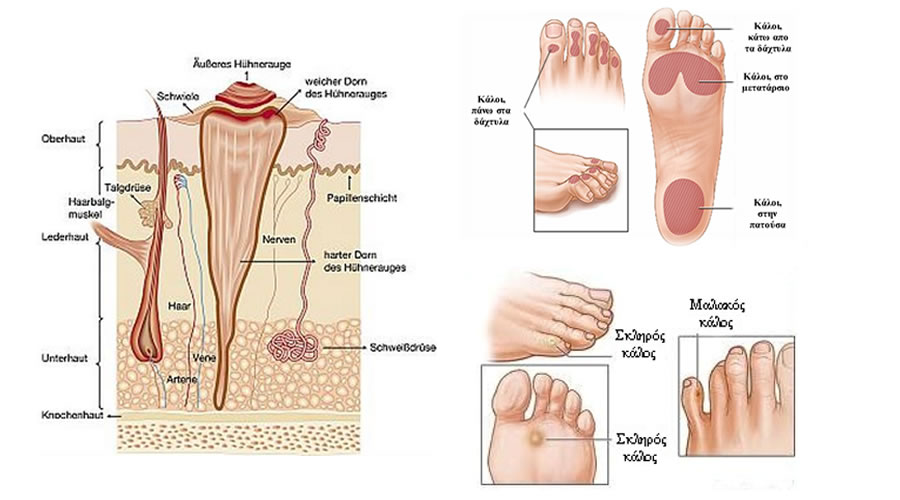 Äußeres Hühnerauge
weicher Dorn
des Hühnerauges
Schwiele
Oberhaut
Talgdrüse
Haarbalg-
muskel
Papillenschicht
Lederhaut
Nerven
harter Dorn
des Hühnerauges
Haar
Unterhaut
Vene
Schweißdrüse
Arterie
Knochenhaut
Κάλοι,
κάτω απο
τα δάχτυλα
Κάλοι, στο
μετατάρσιο
Κάλοι,
πάνω στα
δάχτυλα
Κάλοι,
στην
πατούσα
Σκληρός
κάλος
Μαλακός
κάλος
Σκληρός
κάλος